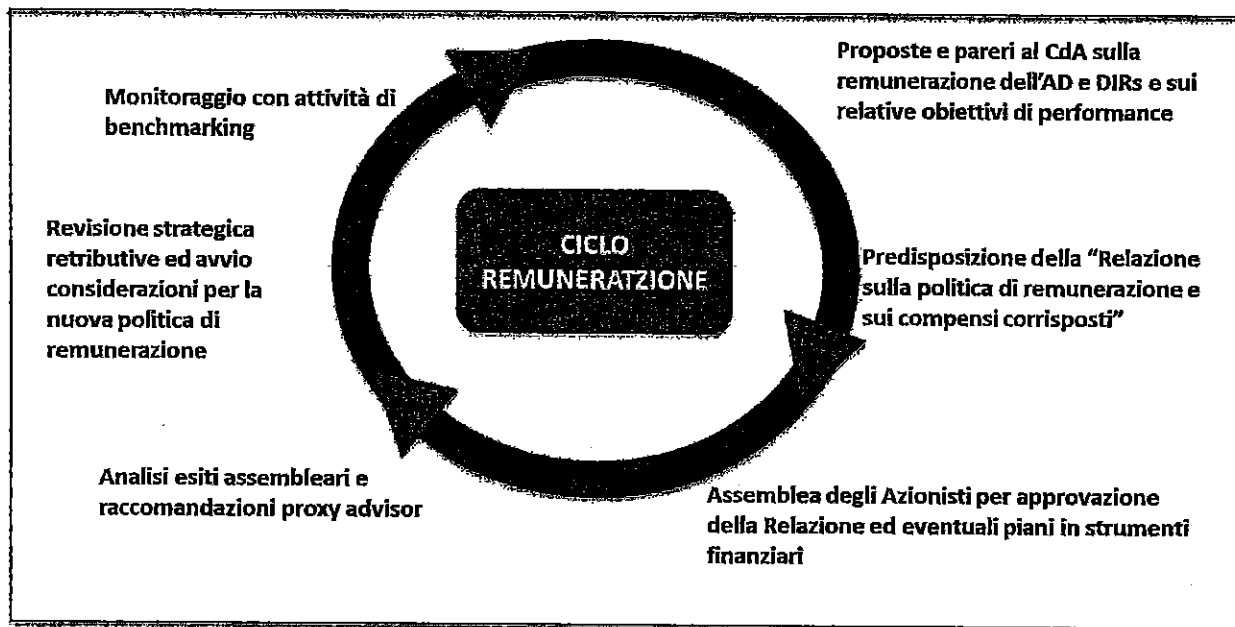 Proposte e pareri al CdA sulla
remunerazione dell'AD e DIRs e sui
relative obiettivi di performance
Predisposizione della "Relazione
sulla politica di remunerazione e
sui compensi corrisposti"
Assemblea degli Azionisti per approvazione
della Relazione ed eventuali piani in strumenti
finanziari
Analisi esiti assembleari e
raccomandazioni proxy advisor
Revisione strategica
retributive ed avvio
considerazioni per la
nuova politica di
remunerazione
Monitoraggio con attività di
benchmarking
CICLO
REMUNERATZIONE